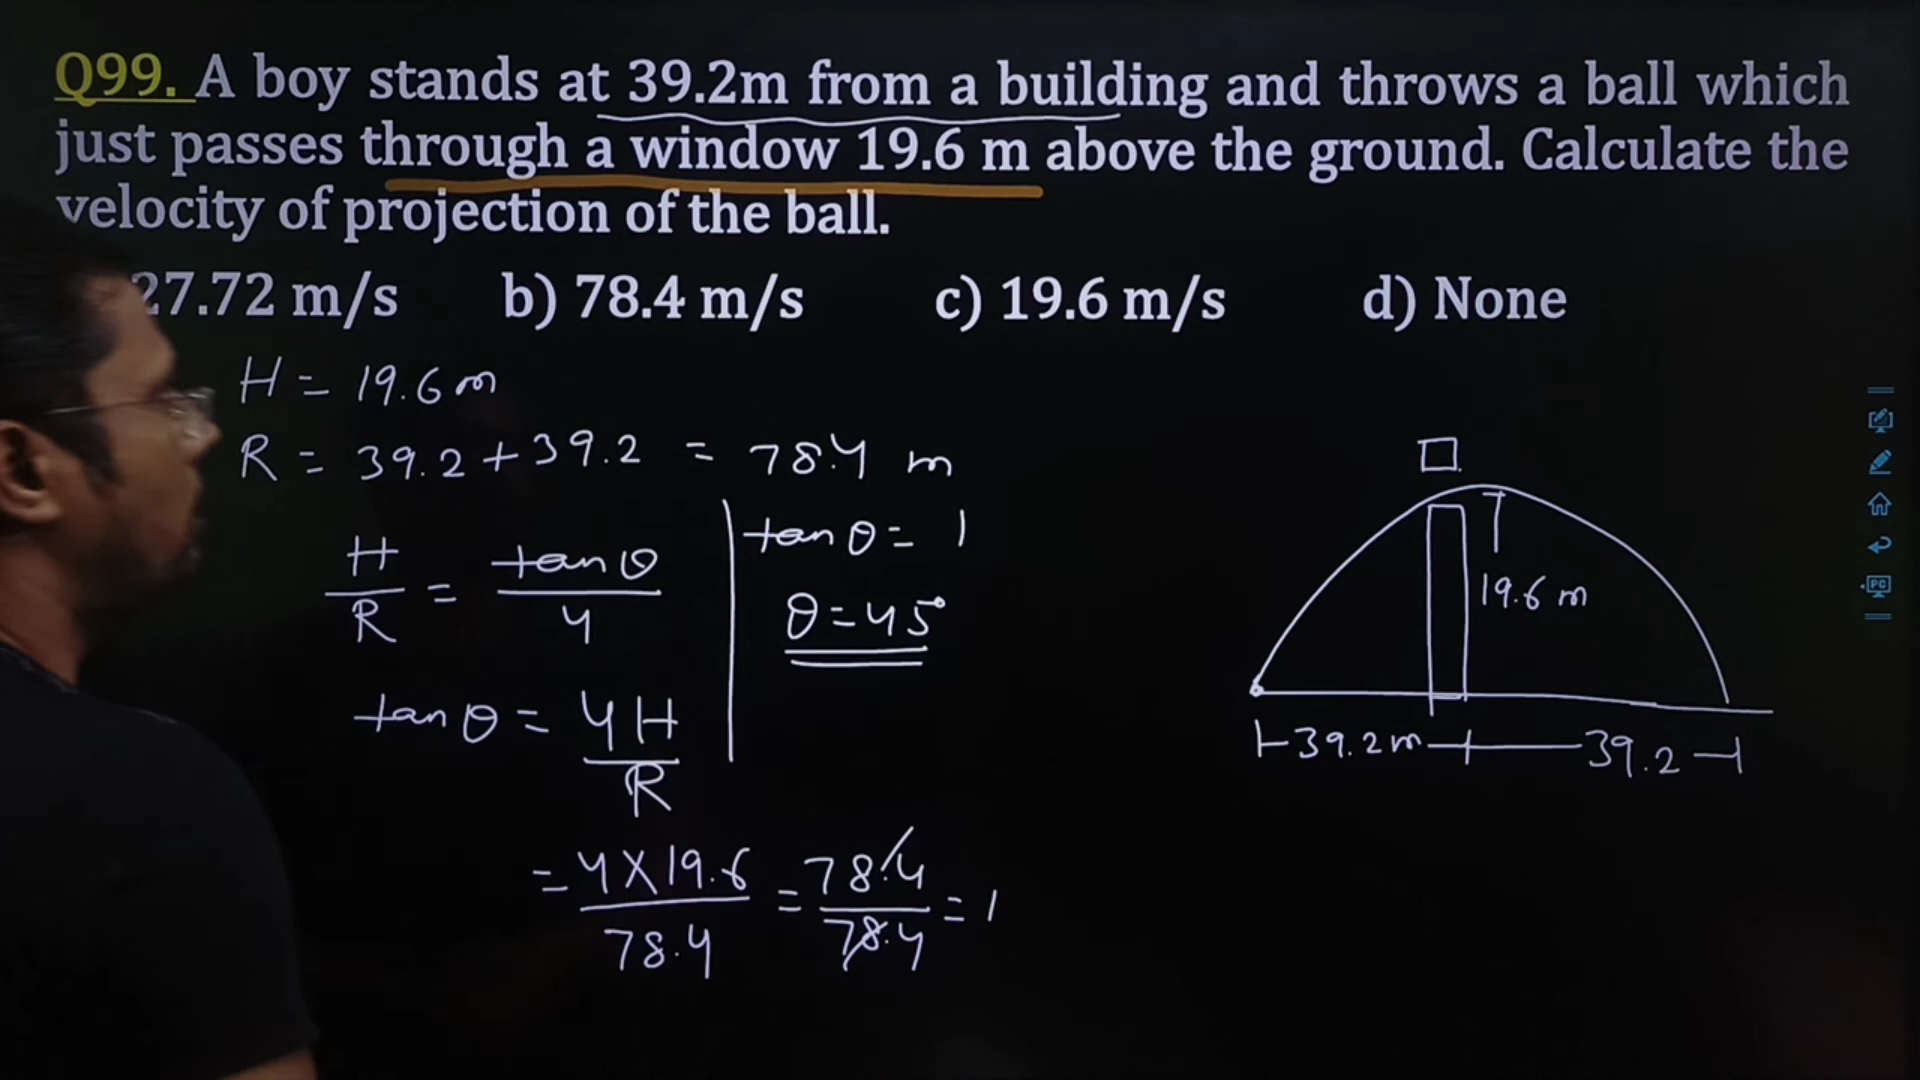 Q99. A boy stands at 39.2m from a building and throws a ball which
just passes through a window 19.6 m above the ground. Calculate the
velocity of projection of the ball.
27.72 m/s b) 78.4 m/s c) 19.6 m/s d) None
H = 19.6 m
R = 39.2 + 39.2 = 78.4 m
H/R = tan θ/4
tan θ = 4H/R
= 4 × 19.6/78.4 = 78.4/78.4 = 1
tan θ = 1
θ = 45°
19.6 m
39.2 m 39.2
PC